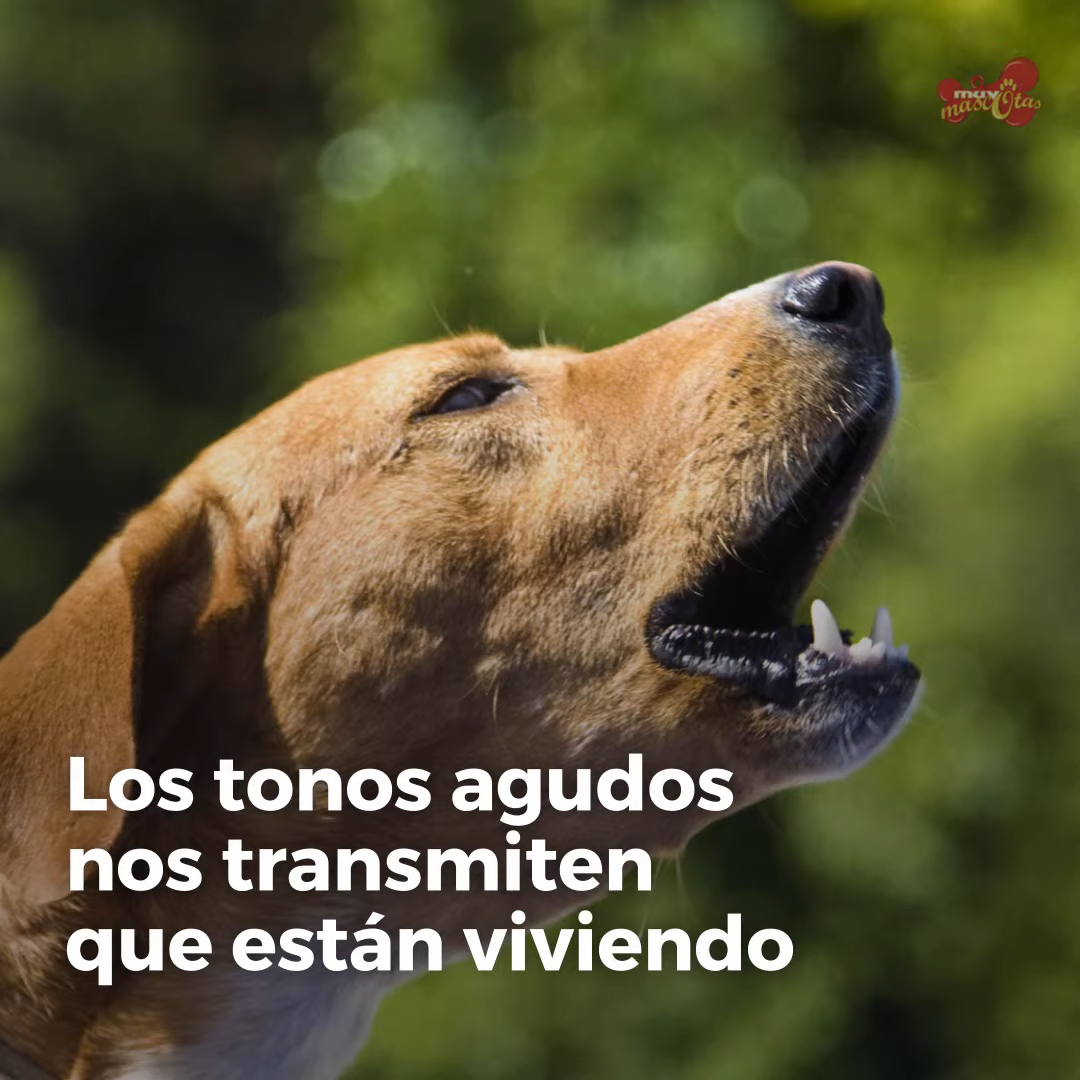 muy
mascOtas
Los tonos agudos
nos transmiten
que están viviendo